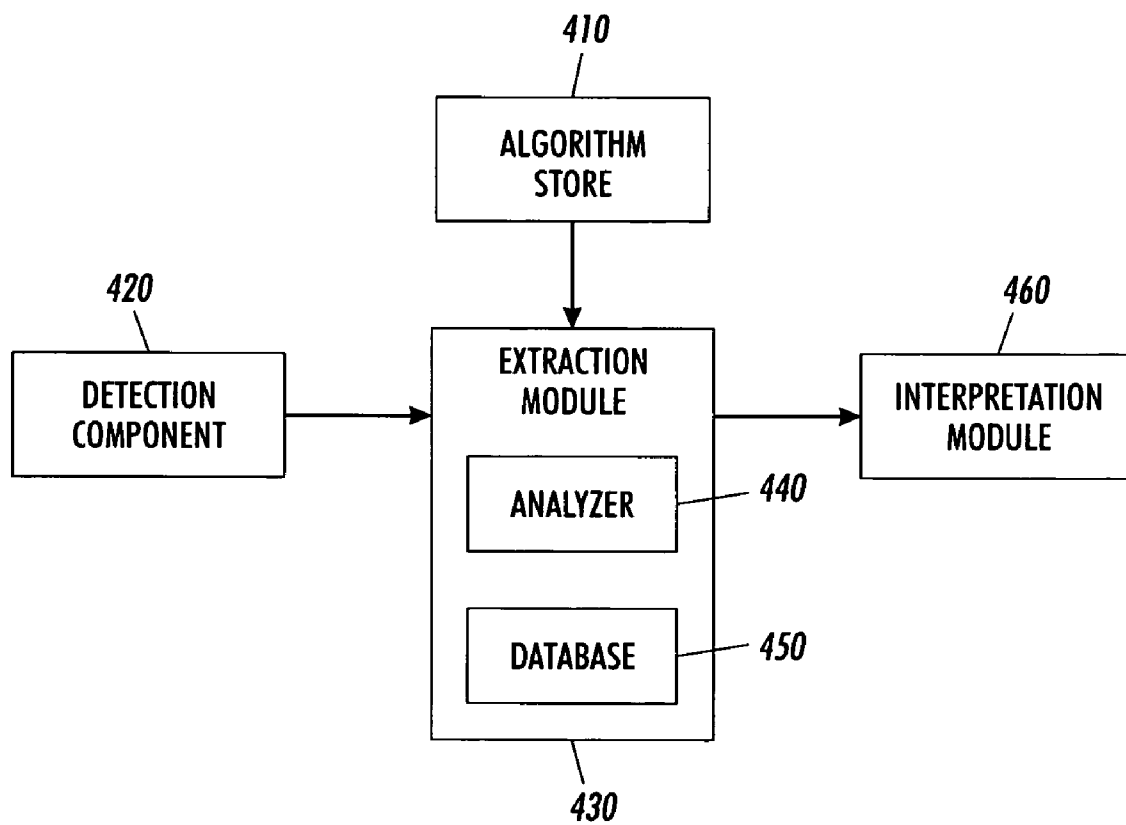 410
ALGORITHM
STORE
420
DETECTION
COMPONENT
EXTRACTION
MODULE
ANALYZER
440
DATABASE
450
430
460
INTERPRETATION
MODULE